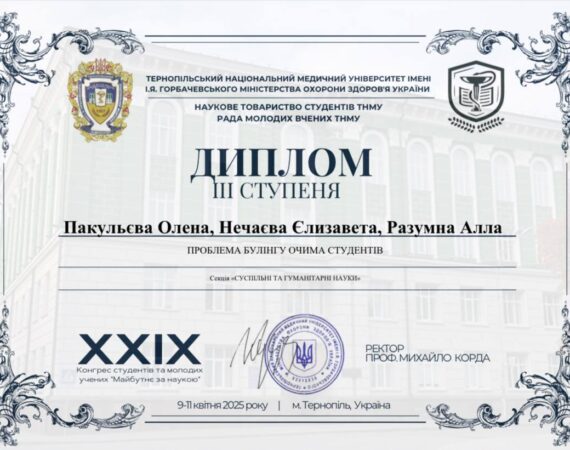 ТЕРНОПІЛЬСЬКИЙ НАЦІОНАЛЬНИЙ МЕДИЧНИЙ УНІВЕРСИТЕТ ІМЕНІ
І.Я. ГОРБАЧЕВСЬКОГО МІНІСТЕРСТВА ОХОРОНИ ЗДОРОВ'Я УКРАЇНИ
НАУКОВЕ ТОВАРИСТВО СТУДЕНТІВ ТНМУ
РАДА МОЛОДИХ ВЧЕНИХ ТНМУ
ДИПЛОМ
ІІІ СТУПЕНЯ
Пакульєва Олена, Нечаєва Єлизавета, Разумна Алла
ПРОБЛЕМА БУЛІНГУ ОЧИМА СТУДЕНТІВ
Секція «СУСПІЛЬНІ ТА ГУМАНІТАРНІ НАУКИ»
XXIX
Конгрес студентів та молодих
учених "Майбутнє за наукою"
РЕКТОР
ПРОФ. МИХАЙЛО КОРДА
9-11 квітня 2025 року | м. Тернопіль, Україна